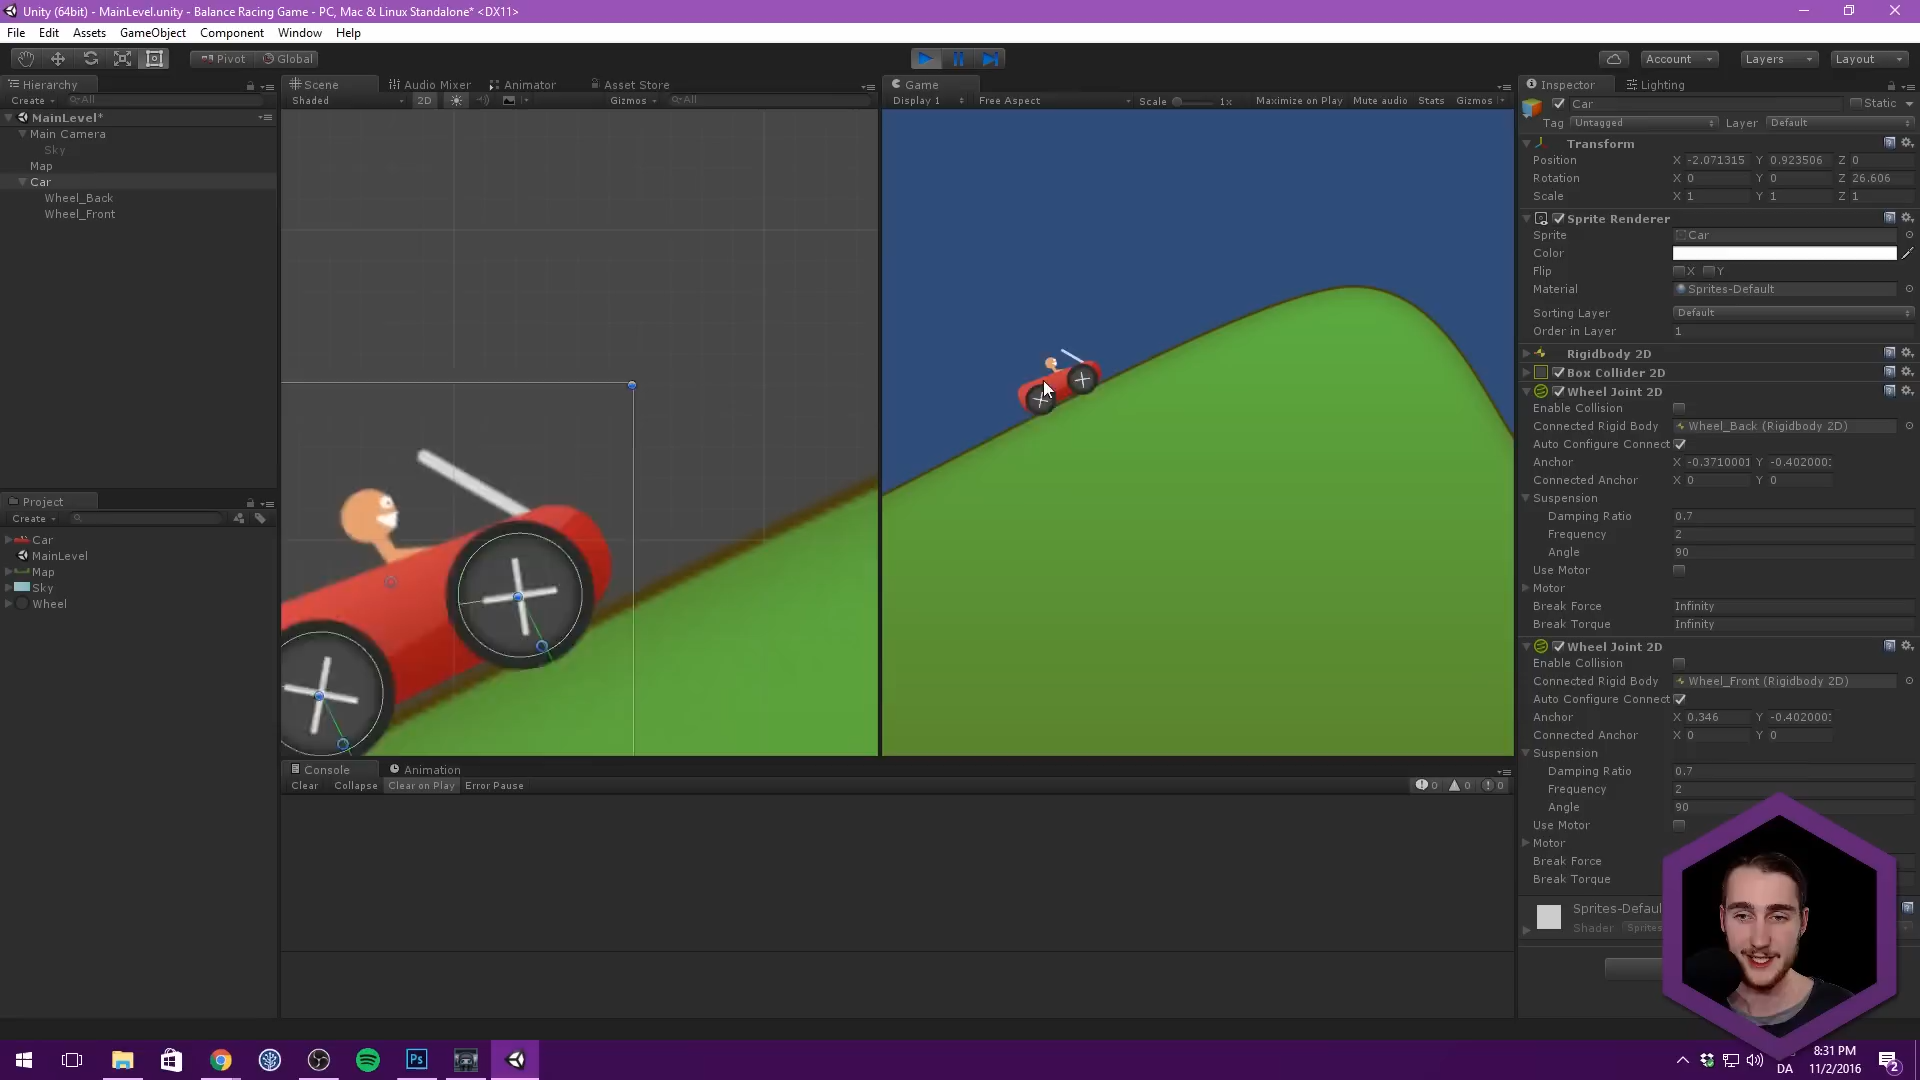 Unity (64bit) - MainLevel.unity - Balance Racing Game - PC, Mac & Linux Standalone* <DX11>
File Edit Assets GameObject Component Window Help
Pivot Global Account Layers Layout
Hierarchy
Create All
MainLevel*
Main Camera
Sky
Map
Car
Wheel_Back
Wheel_Front
Project
Create
Car
MainLevel
Map
Sky
Wheel
Scene Audio Mixer Animator Asset Store
Shaded 2D Gizmos All
Game
Display 1 Free Aspect Scale 1x Maximize on Play Mute audio Stats Gizmos
Console Animation
Clear Collapse Clear on Play Error Pause 0 0 0
Inspector Lighting
Car Static
Tag Untagged Layer Default
Transform
Position X -2.071315 Y 0.923506 Z 0
Rotation X 0 Y 0 Z 26.606
Scale X 1 Y 1 Z 1
Sprite Renderer
Sprite Car
Color
Flip X Y
Material Sprites-Default
Sorting Layer Default
Order in Layer 1
Rigidbody 2D
Box Collider 2D
Wheel Joint 2D
Enable Collision
Connected Rigid Body Wheel_Back (Rigidbody 2D)
Auto Configure Connect
Anchor X -0.3710001 Y -0.402000:
Connected Anchor X 0 Y 0
Suspension
Damping Ratio 0.7
Frequency 2
Angle 90
Use Motor
Motor
Break Force Infinity
Break Torque Infinity
Wheel Joint 2D
Enable Collision
Connected Rigid Body Wheel_Front (Rigidbody 2D)
Auto Configure Connect
Anchor X 0.346 Y -0.402000:
Connected Anchor X 0 Y 0
Suspension
Damping Ratio 0.7
Frequency 2
Angle 90
Use Motor
Motor
Break Force
Break Torque
Sprites-Defaul
Shader Sprites
Ps
8:31 PM
DA 11/2/2016 2